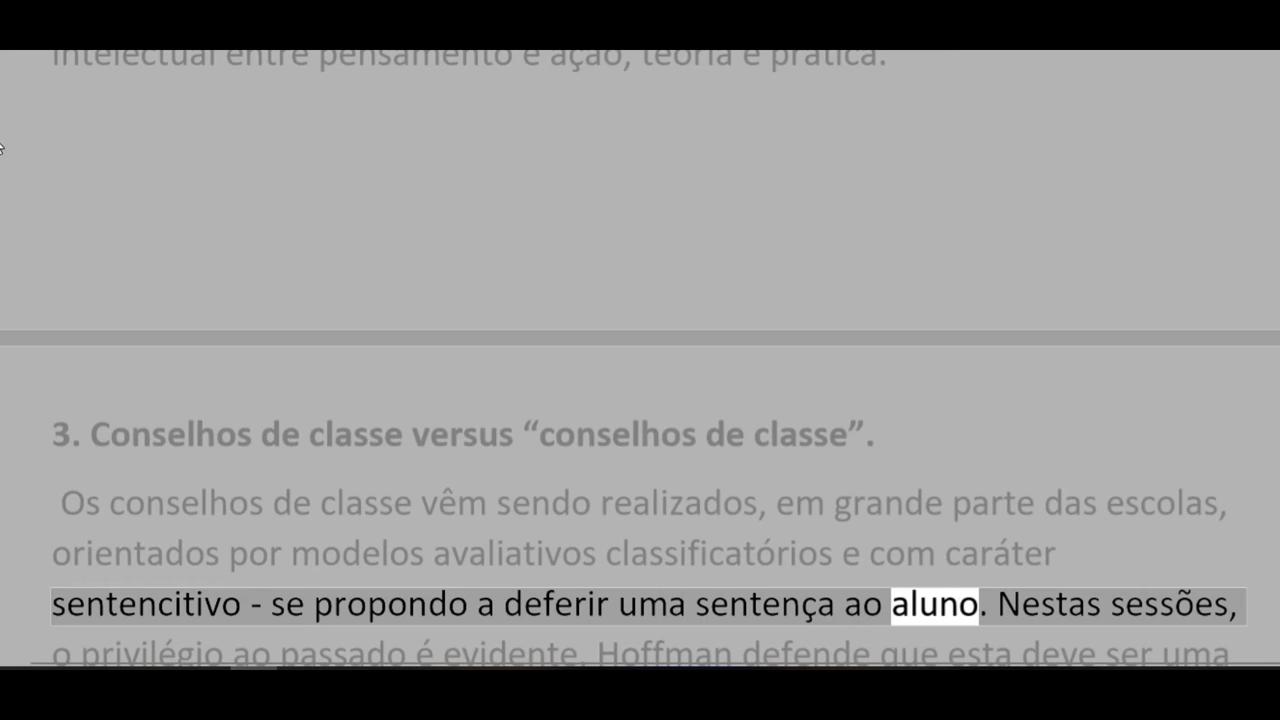 intelectual entre pensamento e ação, teoria e prática.
3. Conselhos de classe versus “conselhos de classe”.
Os conselhos de classe vêm sendo realizados, em grande parte das escolas,
orientados por modelos avaliativos classificatórios e com caráter
sentencitivo - se propondo a deferir uma sentença ao aluno. Nestas sessões,
o privilégio ao passado é evidente. Hoffman defende que esta deve ser uma